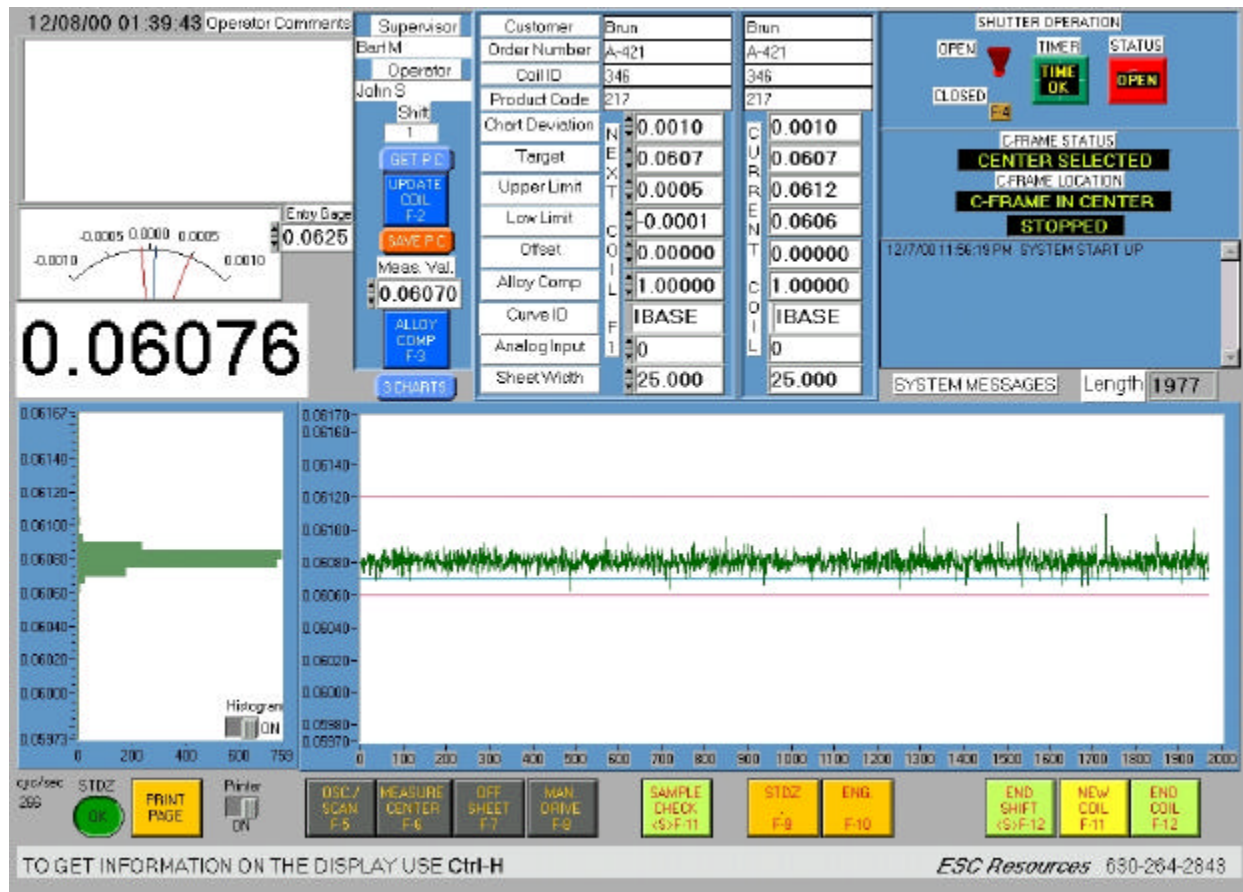 12/08/00 01:39:43 Operator Comments
Supervisor
Bart M
Operator
John S
Shift
1
GET P C
UPDATE
COIL
F-2
SAVE P C
Meas. Val.
0.06070
ALLOY
COMP
F-3
3 CHARTS
Entry Gage
0.0625
-0.0010 -0.0005 0.0000 0.0005 0.0010
0.06076
Customer Brun Brun
Order Number A-421 A-421
Coil ID 346 346
Product Code 217 217
NEXT COIL F1
CURRENT COIL
Chart Deviation 0.0010 0.0010
Target 0.0607 0.0607
Upper Limit 0.0005 0.0612
Low Limit -0.0001 0.0606
Offset 0.00000 0.00000
Alloy Comp 1.00000 1.00000
Curve ID IBASE IBASE
Analog Input 0 0
Sheet Width 25.000 25.000
SHUTTER OPERATION
OPEN TIMER STATUS
TIME
OK
OPEN
CLOSED
F-4
C-FRAME STATUS
CENTER SELECTED
C-FRAME LOCATION
C-FRAME IN CENTER
STOPPED
12/7/00 11:56:19 PM SYSTEM START UP
SYSTEM MESSAGES Length 1977
0.06167
0.06140
0.06120
0.06100
0.06080
0.06060
0.06040
0.06020
0.06000
0.05973
0 200 400 600 759
Histogram
ON
0.06170
0.06160
0.06140
0.06120
0.06100
0.06080
0.06060
0.06040
0.06020
0.06000
0.05980
0.05970
0 100 200 300 400 500 600 700 800 900 1000 1100 1200 1300 1400 1500 1600 1700 1800 1900 2000
cyc/sec
266
STDZ
OK
PRINT
PAGE
Printer
ON
OSC./
SCAN
F-5
MEASURE
CENTER
F-6
OFF
SHEET
F-7
MAN.
DRIVE
F-8
SAMPLE
CHECK
<S>F-11
STDZ
.
F-9
ENG.
F-10
END
SHIFT
<S>F-12
NEW
COIL
F-11
END
COIL
F-12
TO GET INFORMATION ON THE DISPLAY USE Ctrl-H
ESC Resources 630-264-2843